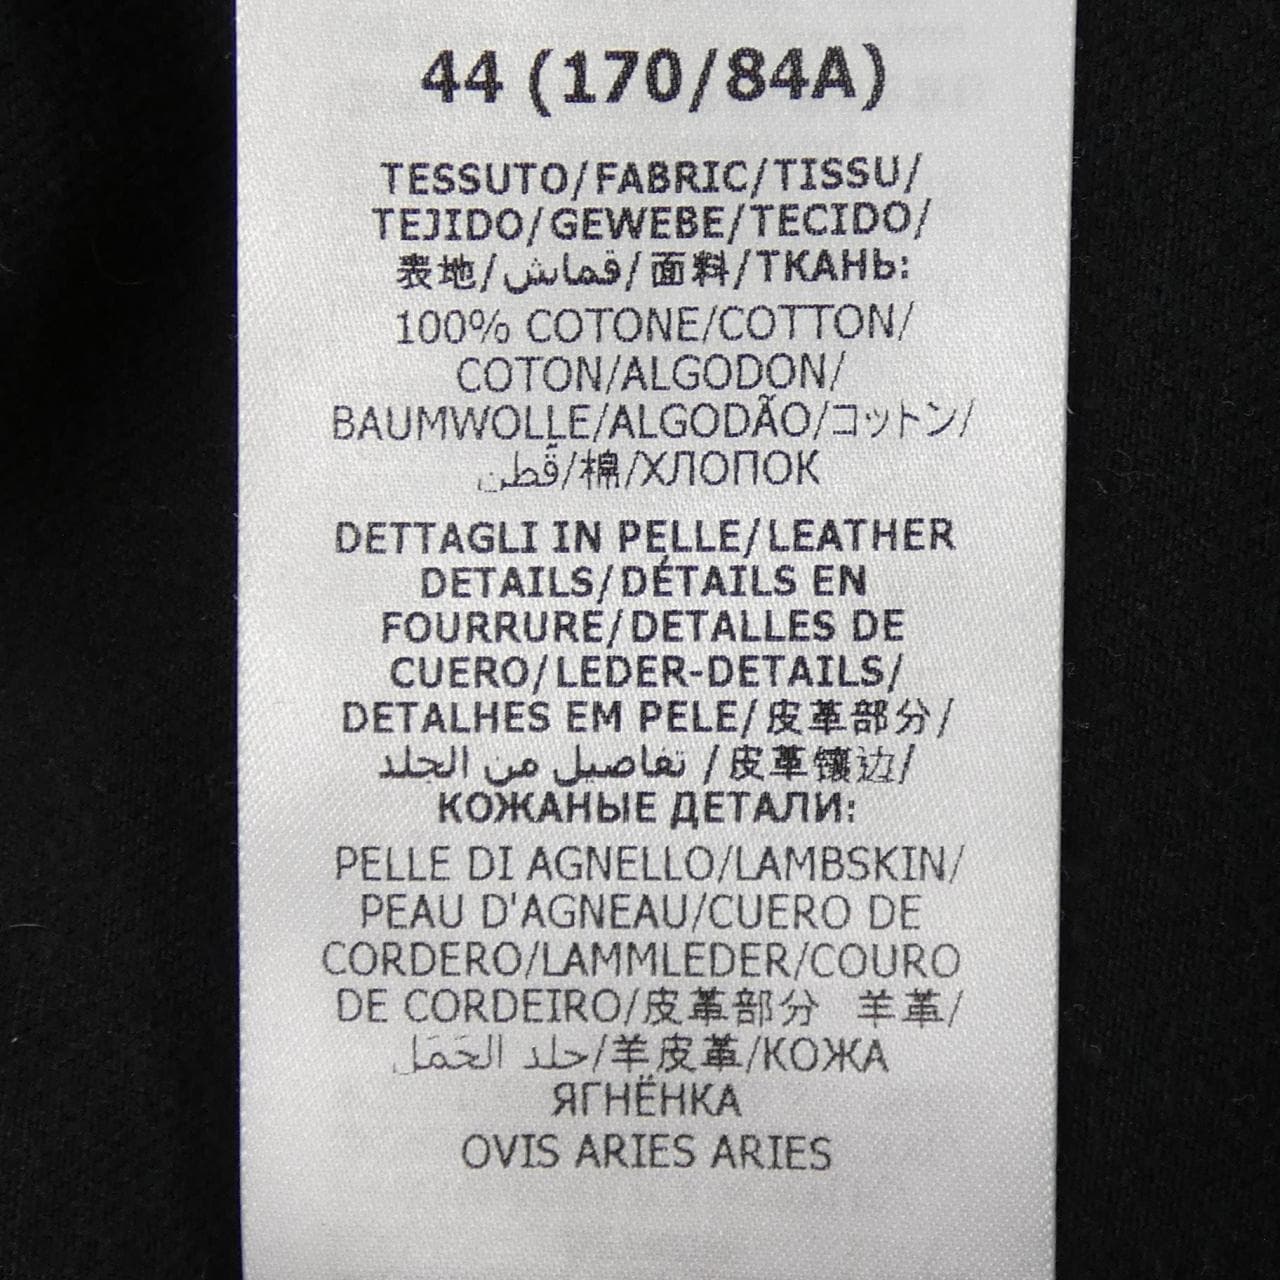 44 (170/84A)
TESSUTO/FABRIC/TISSU/
TEJIDO/GEWEBE/TECIDO/
表地/قماش/面料/ТКАНЬ:
100% COTONE/COTTON/
COTON/ALGODON/
BAUMWOLLE/ALGODÃO/コットン/
قُطن/棉/ХЛОПОК
DETTAGLI IN PELLE/LEATHER
DETAILS/DÉTAILS EN
FOURRURE/DETALLES DE
CUERO/LEDER-DETAILS/
DETALHES EM PELE/皮革部分/
تفاصيل من الجلد /皮革镶边/
КОЖАНЫЕ ДЕТАЛИ:
PELLE DI AGNELLO/LAMBSKIN/
PEAU D'AGNEAU/CUERO DE
CORDERO/LAMMLEDER/COURO
DE CORDEIRO/皮革部分 羊革/
جلد الحَمَل/羊皮革/КОЖА
ЯГНЁНКА
OVIS ARIES ARIES